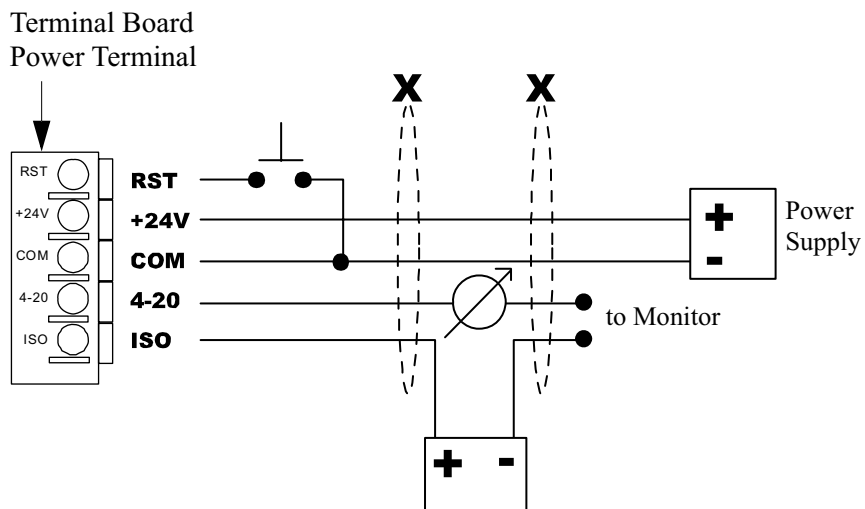 Terminal Board
Power Terminal
RST
+24V
COM
4-20
ISO
RST
+24V
COM
4-20
ISO
X
X
+
-
Power
Supply
to Monitor
+
-